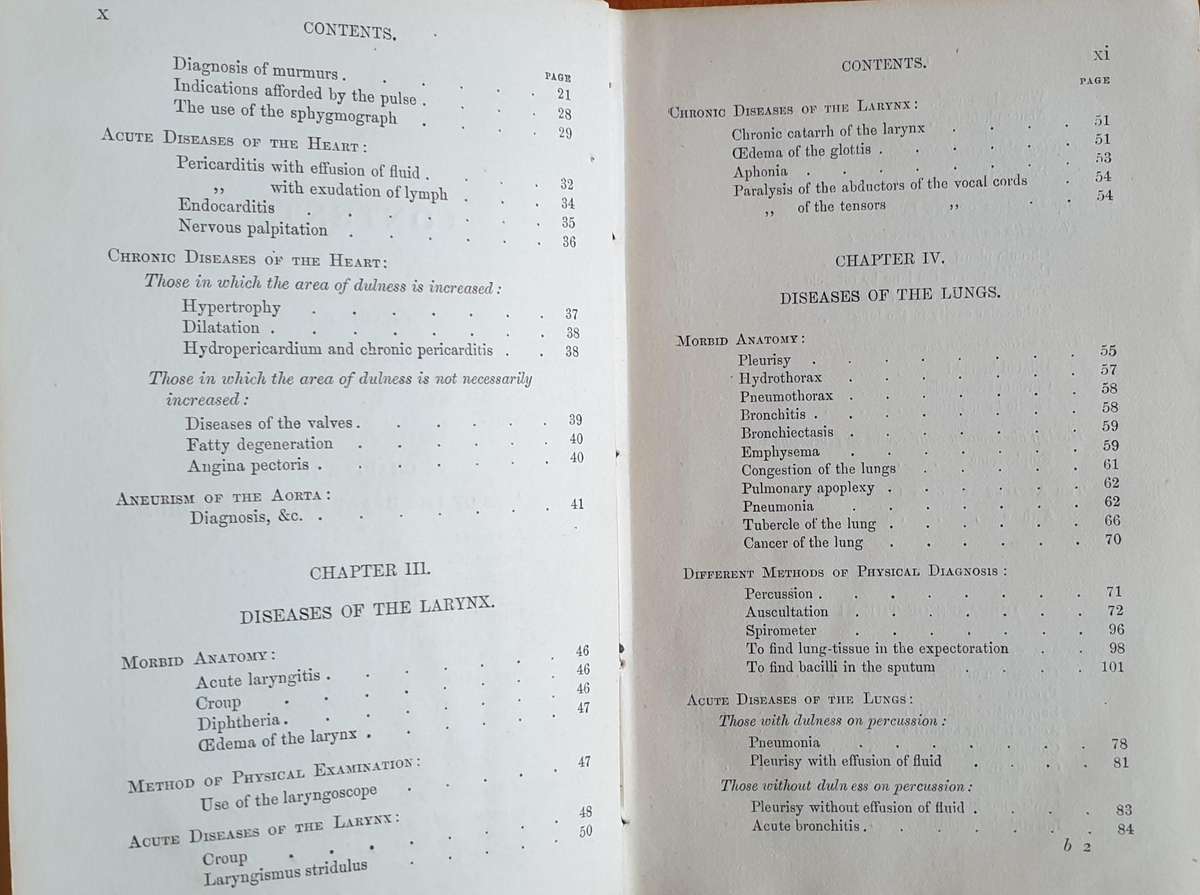 x
CONTENTS.
PAGE
Diagnosis of murmurs . . . . . . 21
Indications afforded by the pulse . . . . 28
The use of the sphygmograph . . . . 29
ACUTE DISEASES OF THE HEART:
Pericarditis with effusion of fluid . . . . 32
,, with exudation of lymph . . . 34
Endocarditis . . . . . . . 35
Nervous palpitation . . . . . . 36
CHRONIC DISEASES OF THE HEART:
Those in which the area of dulness is increased:
Hypertrophy . . . . . . . 37
Dilatation . . . . . . . . 38
Hydropericardium and chronic pericarditis . . 38
Those in which the area of dulness is not necessarily
increased:
Diseases of the valves . . . . . . 39
Fatty degeneration . . . . . . 40
Angina pectoris . . . . . . . 40
ANEURISM OF THE AORTA:
Diagnosis, &c. . . . . . . . 41
CHAPTER III.
DISEASES OF THE LARYNX.
MORBID ANATOMY:
Acute laryngitis . . . . . . . 46
Croup . . . . . . . 46
Diphtheria . . . . . . . 46
Œdema of the larynx . . . . . . 47
METHOD OF PHYSICAL EXAMINATION:
Use of the laryngoscope . . . . . 47
ACUTE DISEASES OF THE LARYNX:
Croup . . . . . . . 48
Laryngismus stridulus . . . . . 50
CONTENTS.
xi
PAGE
CHRONIC DISEASES OF THE LARYNX:
Chronic catarrh of the larynx . . . . 51
Œdema of the glottis . . . . . . 51
Aphonia . . . . . . . . 53
Paralysis of the abductors of the vocal cords . 54
,, of the tensors ,, . . 54
CHAPTER IV.
DISEASES OF THE LUNGS.
MORBID ANATOMY:
Pleurisy . . . . . . . . 55
Hydrothorax . . . . . . . 57
Pneumothorax . . . . . . . 58
Bronchitis . . . . . . . . 58
Bronchiectasis . . . . . . . 59
Emphysema . . . . . . . 59
Congestion of the lungs . . . . . 61
Pulmonary apoplexy . . . . . . 62
Pneumonia . . . . . . . 62
Tubercle of the lung . . . . . . 66
Cancer of the lung . . . . . . 70
DIFFERENT METHODS OF PHYSICAL DIAGNOSIS:
Percussion . . . . . . . . 71
Auscultation . . . . . . . 72
Spirometer . . . . . . . 96
To find lung-tissue in the expectoration . . 98
To find bacilli in the sputum . . . . 101
ACUTE DISEASES OF THE LUNGS:
Those with dulness on percussion:
Pneumonia . . . . . . . 78
Pleurisy with effusion of fluid . . . . 81
Those without dulness on percussion:
Pleurisy without effusion of fluid . . . . 83
Acute bronchitis . . . . . . . 84
b 2